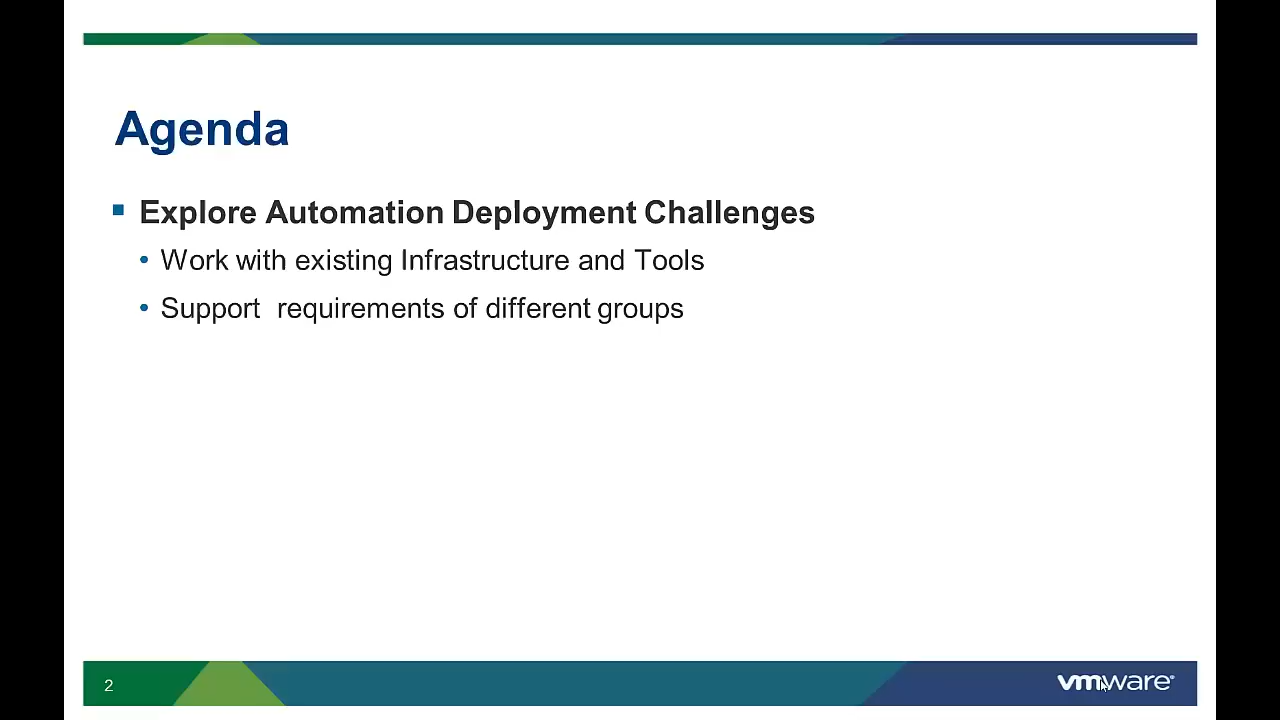 Agenda
▪ Explore Automation Deployment Challenges
• Work with existing Infrastructure and Tools
• Support  requirements of different groups
2
vmware®